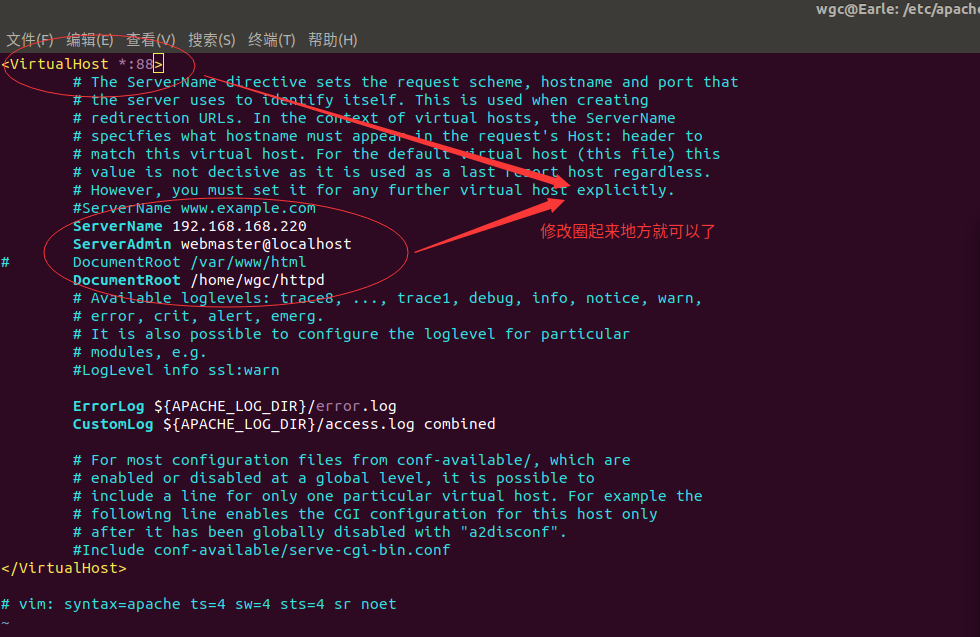 wgc@Earle: /etc/apache
文件(F) 编辑(E) 查看(V) 搜索(S) 终端(T) 帮助(H)
<VirtualHost *:88>
# The ServerName directive sets the request scheme, hostname and port that
# the server uses to identify itself. This is used when creating
# redirection URLs. In the context of virtual hosts, the ServerName
# specifies what hostname must appear in the request's Host: header to
# match this virtual host. For the default virtual host (this file) this
# value is not decisive as it is used as a last resort host regardless.
# However, you must set it for any further virtual host explicitly.
#ServerName www.example.com
ServerName 192.168.168.220
修改圈起来地方就可以了
ServerAdmin webmaster@localhost
# DocumentRoot /var/www/html
DocumentRoot /home/wgc/httpd
# Available loglevels: trace8, ..., trace1, debug, info, notice, warn,
# error, crit, alert, emerg.
# It is also possible to configure the loglevel for particular
# modules, e.g.
#LogLevel info ssl:warn
ErrorLog ${APACHE_LOG_DIR}/error.log
CustomLog ${APACHE_LOG_DIR}/access.log combined
# For most configuration files from conf-available/, which are
# enabled or disabled at a global level, it is possible to
# include a line for only one particular virtual host. For example the
# following line enables the CGI configuration for this host only
# after it has been globally disabled with "a2disconf".
#Include conf-available/serve-cgi-bin.conf
</VirtualHost>
# vim: syntax=apache ts=4 sw=4 sts=4 sr noet
~